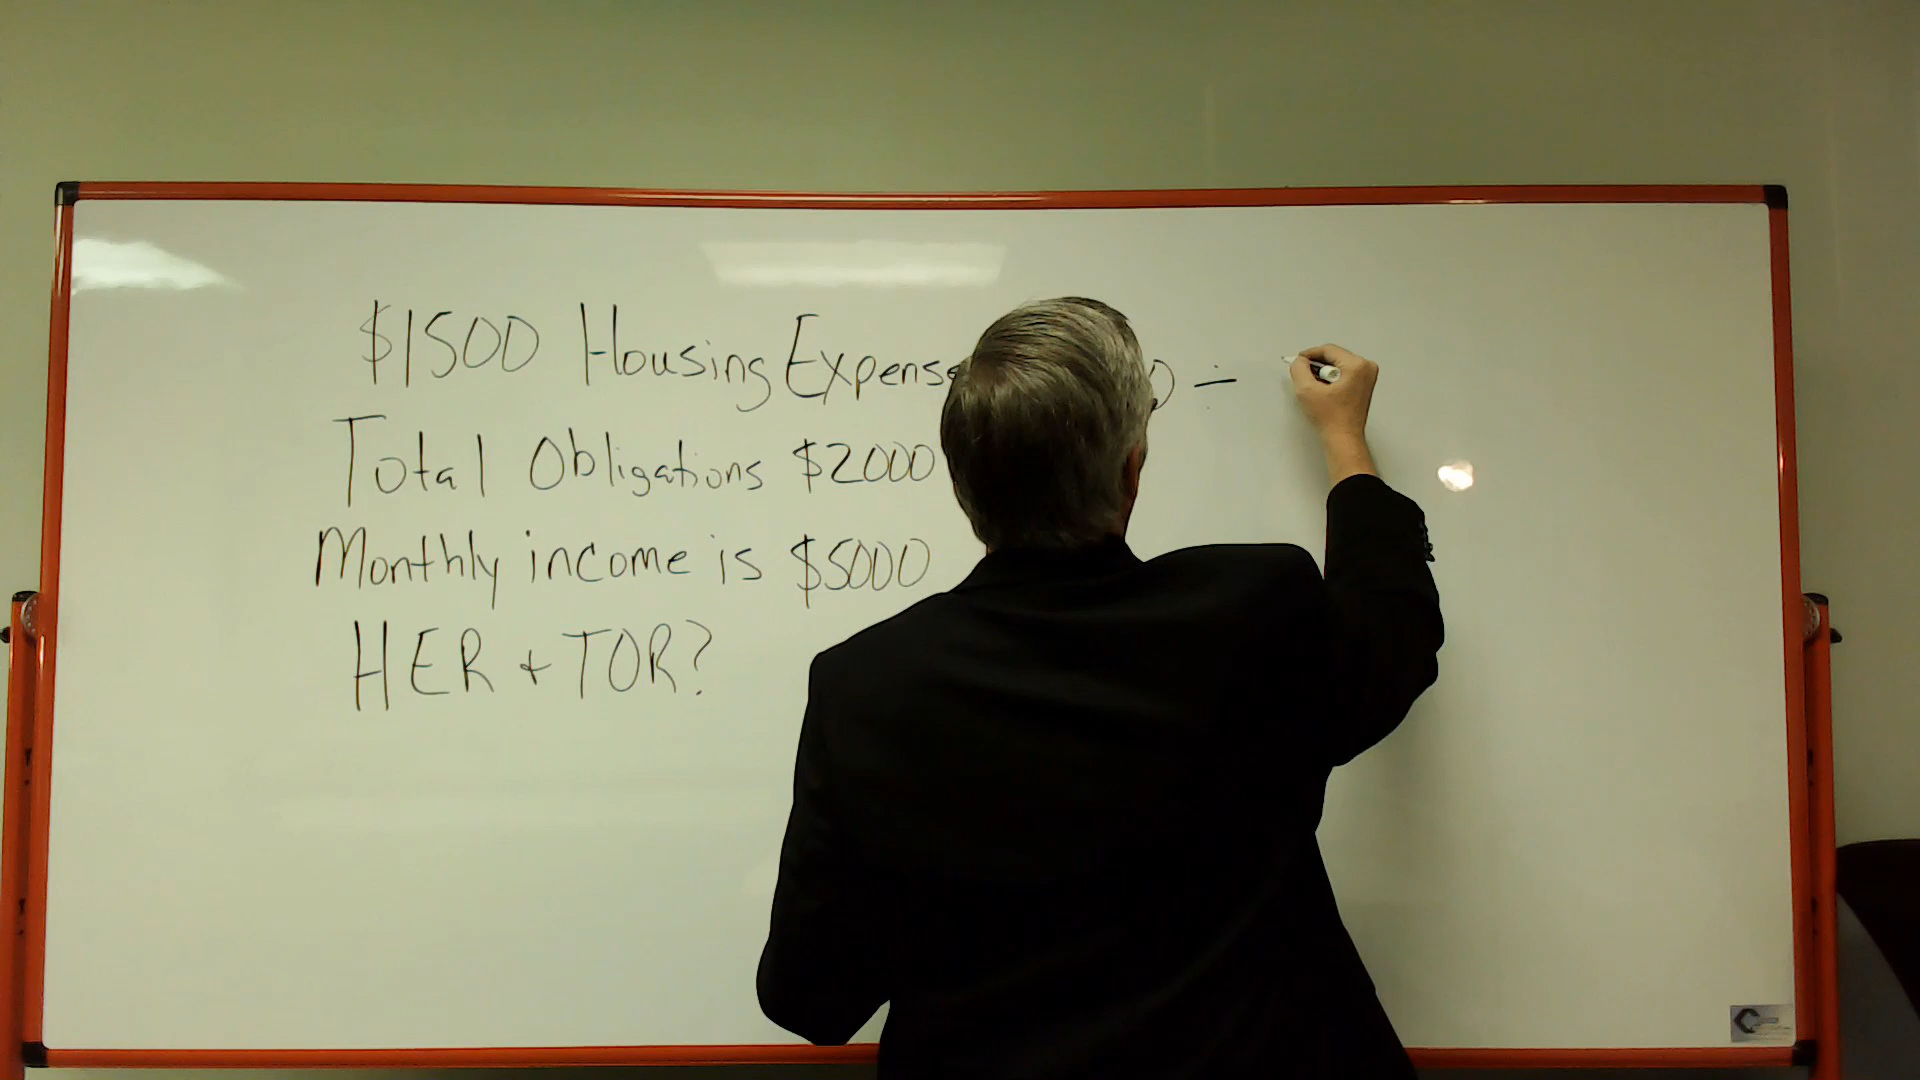 $1500 Housing Expense
Total Obligations $2000
Monthly income is $5000
HER + TOR?
÷